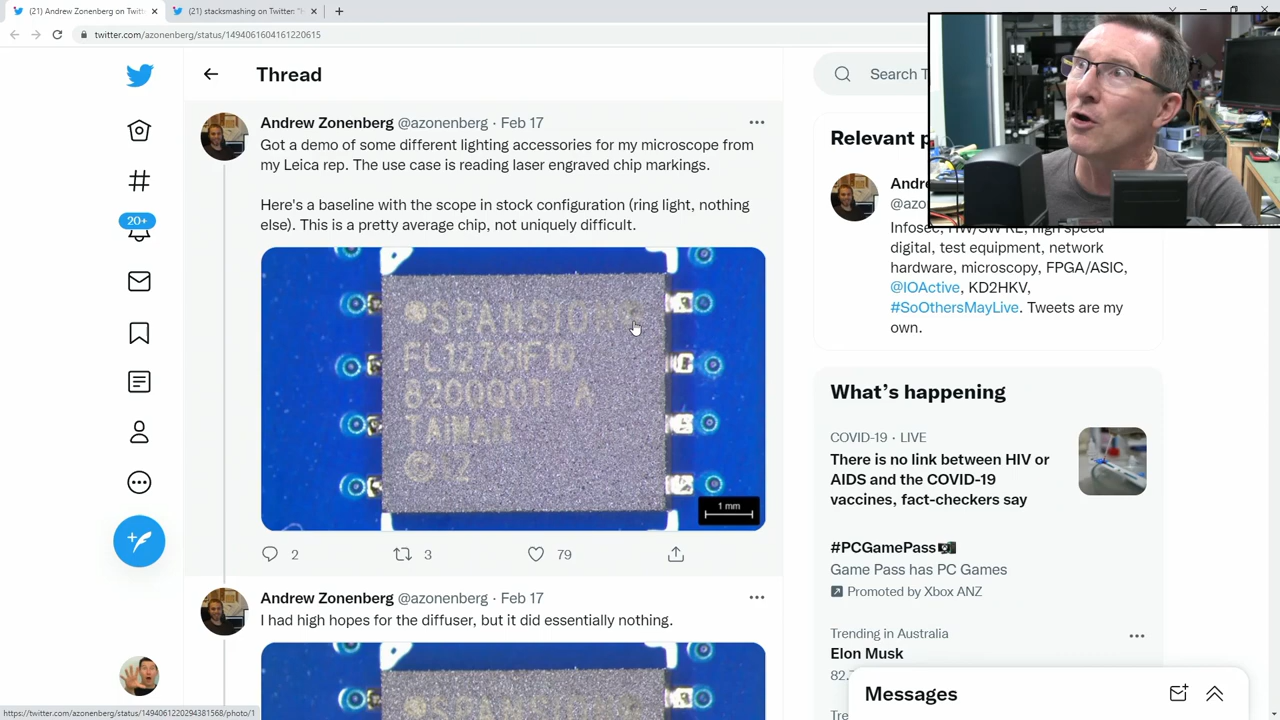 (21) Andrew Zonenberg on Twit
(21) stacksmashing on Twitter: "I
twitter.com/azonenberg/status/1494061604161220615
Thread
Search T
Andrew Zonenberg @azonenberg · Feb 17
Got a demo of some different lighting accessories for my microscope from
my Leica rep. The use case is reading laser engraved chip markings.
Here's a baseline with the scope in stock configuration (ring light, nothing
else). This is a pretty average chip, not uniquely difficult.
TAIWAN
1 mm
2
3
79
Andrew Zonenberg @azonenberg · Feb 17
I had high hopes for the diffuser, but it did essentially nothing.
20+
Relevant p
Andre
@azo
Infosec, HW/SW RE, high speed
digital, test equipment, network
hardware, microscopy, FPGA/ASIC,
@IOActive, KD2HKV,
#SoOthersMayLive. Tweets are my
own.
What's happening
COVID-19 · LIVE
There is no link between HIV or
AIDS and the COVID-19
vaccines, fact-checkers say
#PCGamePass
Game Pass has PC Games
Promoted by Xbox ANZ
Trending in Australia
Elon Musk
82.
Tre
Messages
https://twitter.com/azonenberg/status/1494061220294381568/photo/1